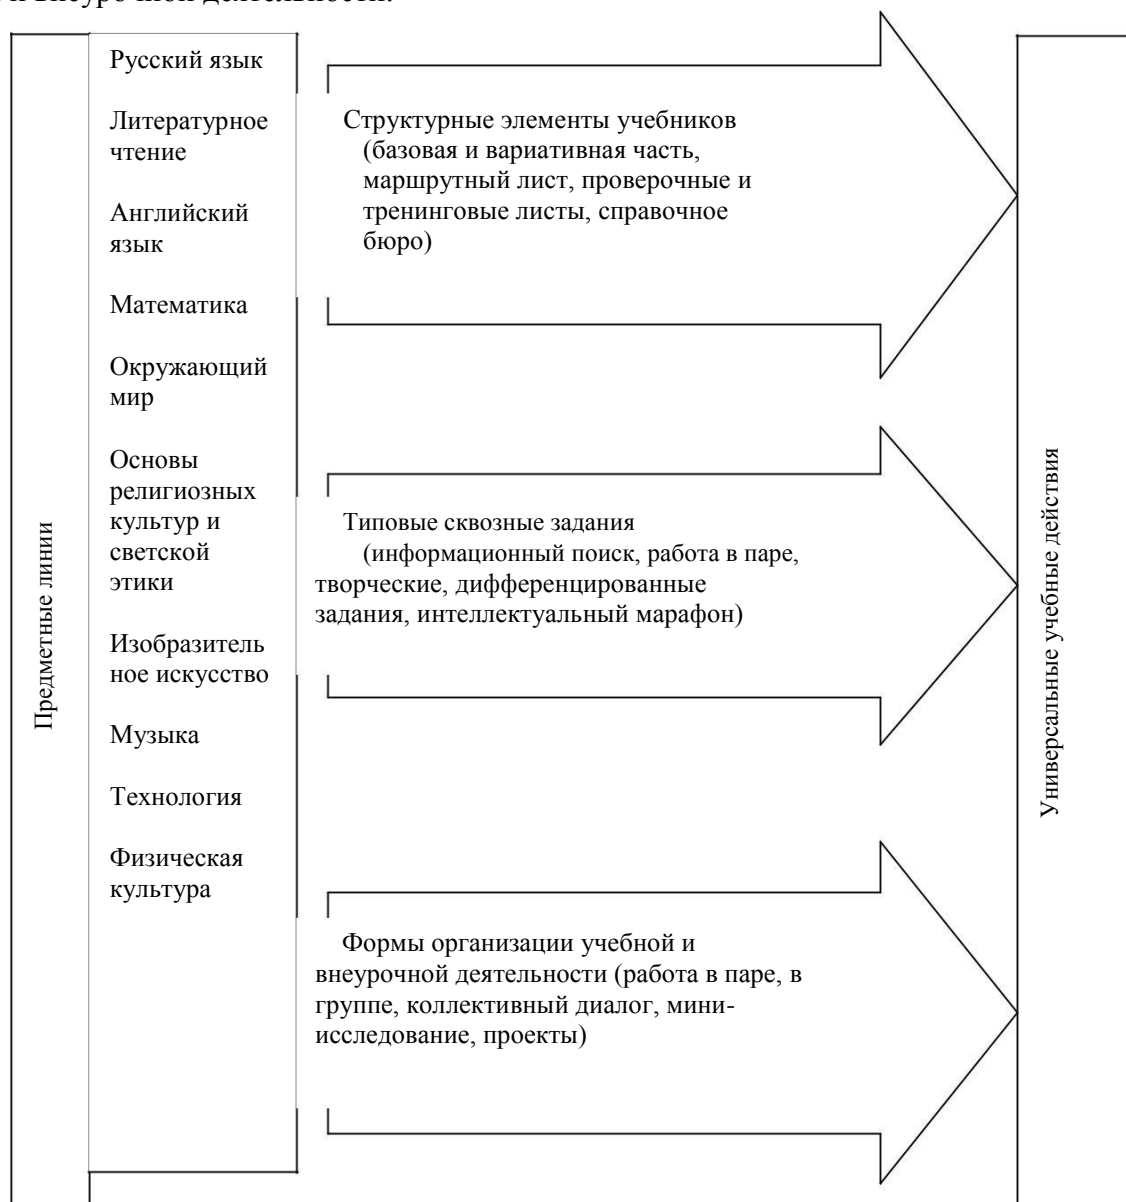 и внеурочной деятельности.
Предметные линии
Русский язык
Литературное
чтение
Английский
язык
Математика
Окружающий
мир
Основы
религиозных
культур и
светской
этики
Изобразитель
ное искусство
Музыка
Технология
Физическая
культура
Структурные элементы учебников
(базовая и вариативная часть,
маршрутный лист, проверочные и
тренинговые листы, справочное
бюро)
Типовые сквозные задания
(информационный поиск, работа в паре,
творческие, дифференцированные
задания, интеллектуальный марафон)
Формы организации учебной и
внеурочной деятельности (работа в паре, в
группе, коллективный диалог, мини-
исследование, проекты)
Универсальные учебные действия